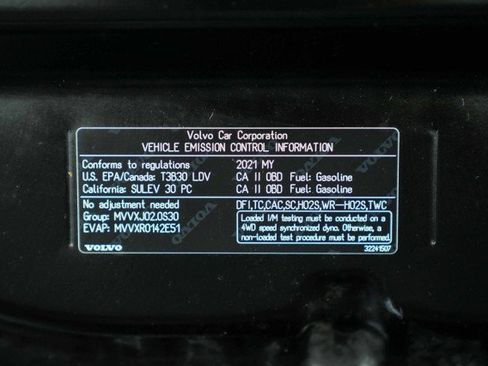 Volvo Car Corporation
VEHICLE EMISSION CONTROL INFORMATION
Conforms to regulations 2021 MY
U.S. EPA/Canada: T3B30 LDV CA II OBD Fuel: Gasoline
California: SULEV 30 PC CA II OBD Fuel: Gasoline
No adjustment needed DFI,TC,CAC,SC,HO2S,WR-HO2S,TWC
Group: MVVXJ02.0S30
EVAP: MVVXR0142E51
Loaded I/M testing must be conducted on a
4WD speed synchronized dyno. Otherwise, a
non-loaded test procedure must be performed.
VOLVO 32241507